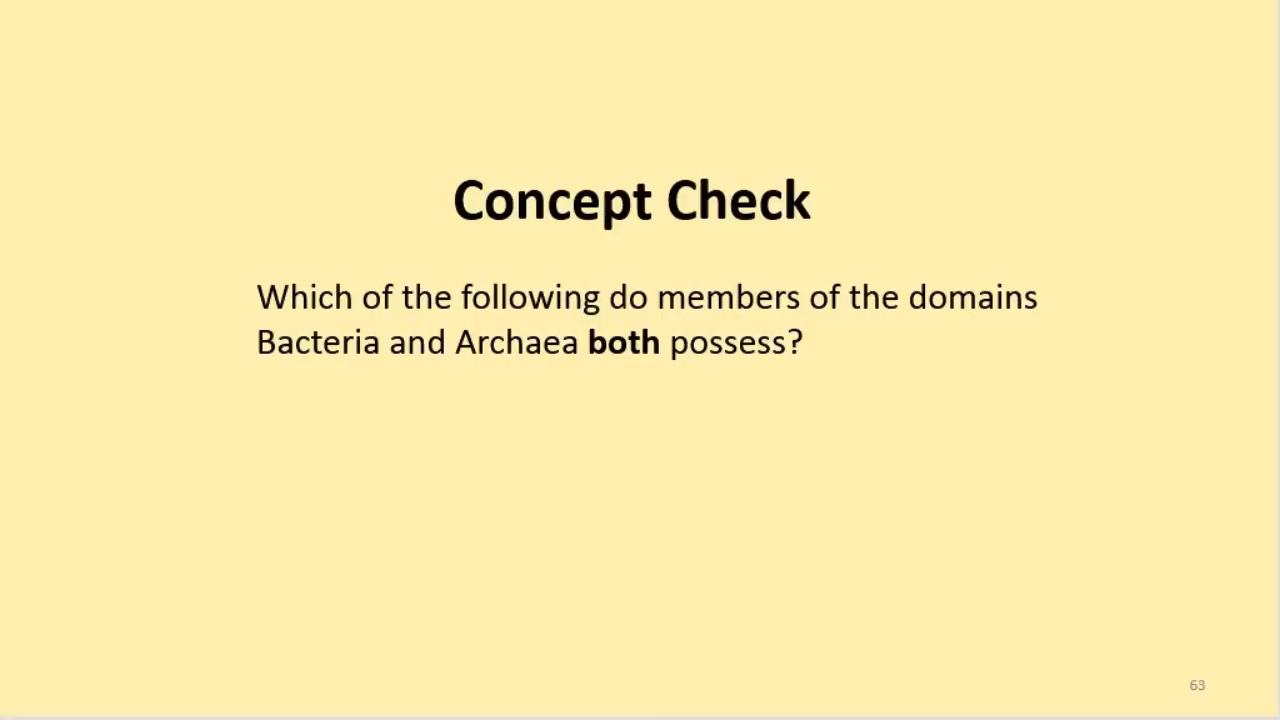 Concept Check
Which of the following do members of the domains
Bacteria and Archaea both possess?
63